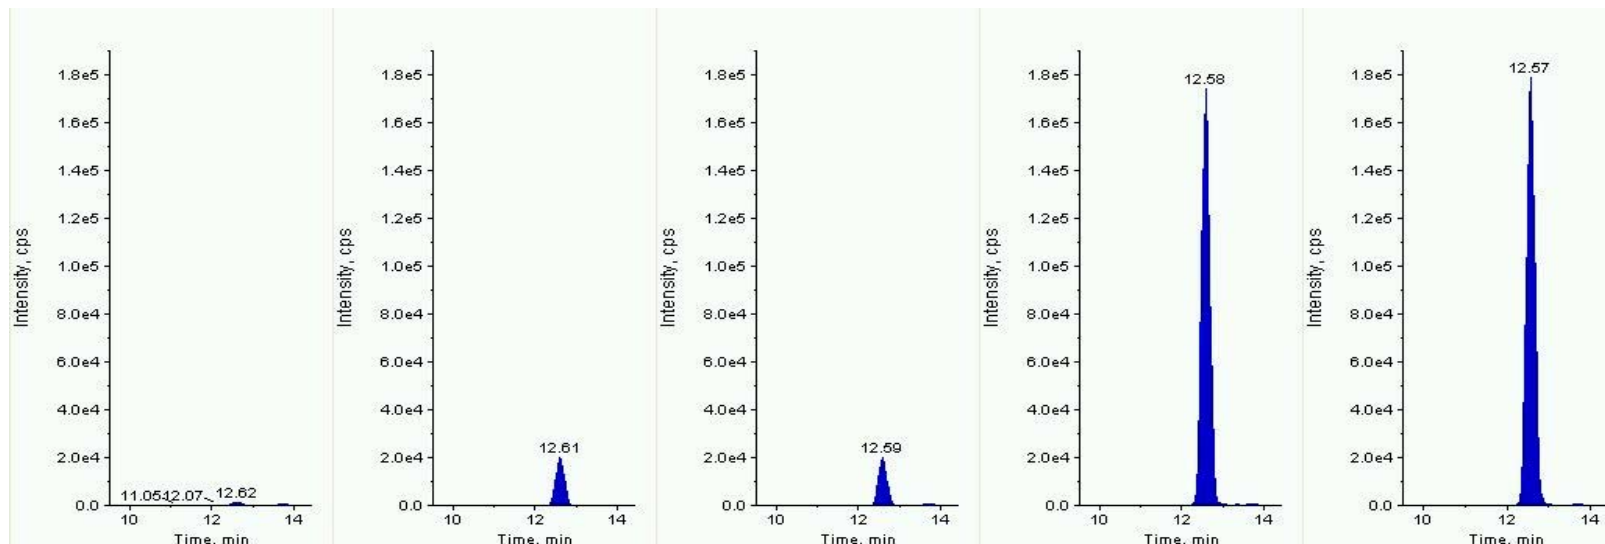 Intensity, cps
1.8e5
1.6e5
1.4e5
1.2e5
1.0e5
8.0e4
6.0e4
4.0e4
2.0e4
0.0
11.05
12.07
12.62
10 12 14
Time, min
Intensity, cps
1.8e5
1.6e5
1.4e5
1.2e5
1.0e5
8.0e4
6.0e4
4.0e4
2.0e4
0.0
12.61
10 12 14
Time, min
Intensity, cps
1.8e5
1.6e5
1.4e5
1.2e5
1.0e5
8.0e4
6.0e4
4.0e4
2.0e4
0.0
12.59
10 12 14
Time, min
Intensity, cps
1.8e5
1.6e5
1.4e5
1.2e5
1.0e5
8.0e4
6.0e4
4.0e4
2.0e4
0.0
12.58
10 12 14
Time, min
Intensity, cps
1.8e5
1.6e5
1.4e5
1.2e5
1.0e5
8.0e4
6.0e4
4.0e4
2.0e4
0.0
12.57
10 12 14
Time, min